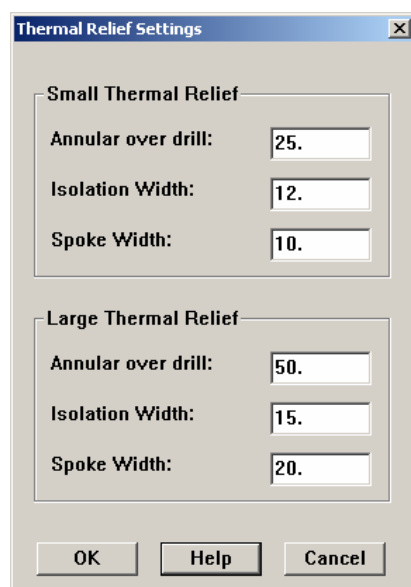 Thermal Relief Settings
Small Thermal Relief
Annular over drill: 25.
Isolation Width: 12.
Spoke Width: 10.
Large Thermal Relief
Annular over drill: 50.
Isolation Width: 15.
Spoke Width: 20.
OK Help Cancel